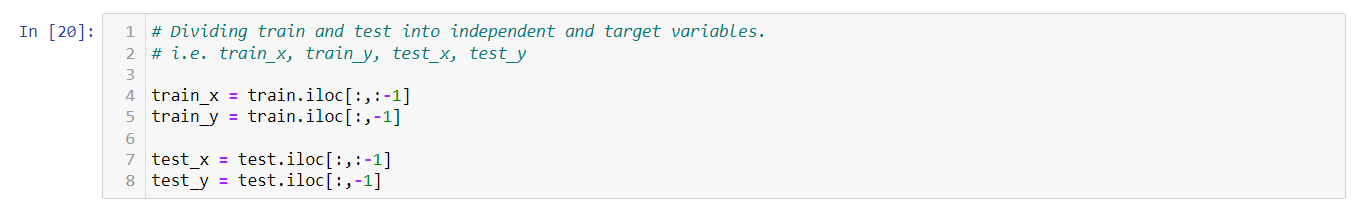 In [20]:
1 # Dividing train and test into independent and target variables.
2 # i.e. train_x, train_y, test_x, test_y
3
4 train_x = train.iloc[:,:-1]
5 train_y = train.iloc[:,-1]
6
7 test_x = test.iloc[:,:-1]
8 test_y = test.iloc[:,-1]